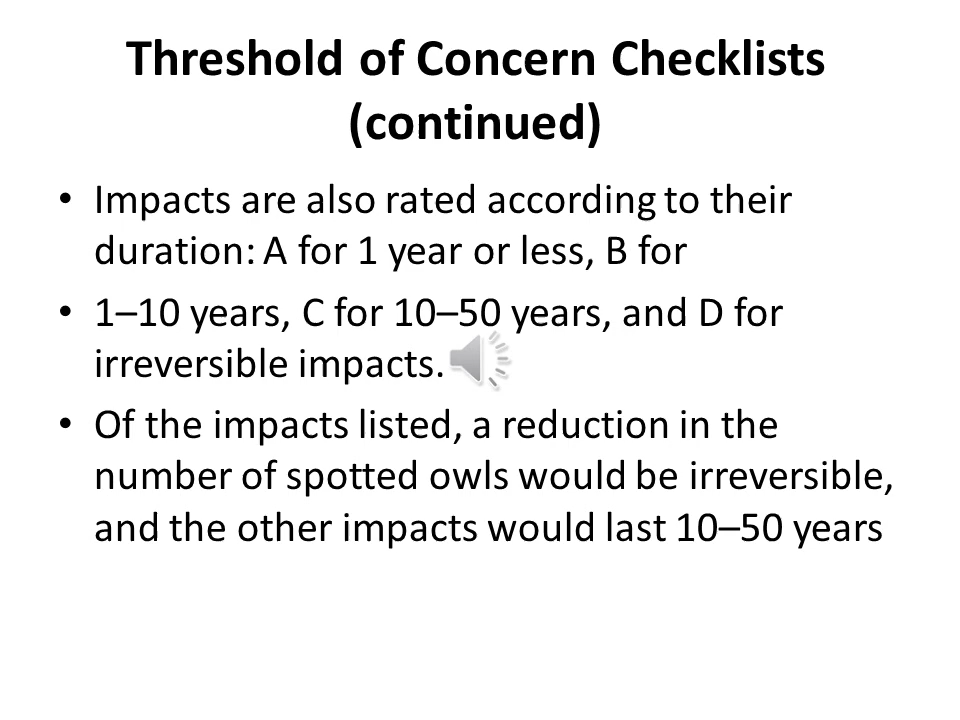 Threshold of Concern Checklists
(continued)
• Impacts are also rated according to their
duration: A for 1 year or less, B for
• 1–10 years, C for 10–50 years, and D for
irreversible impacts.
• Of the impacts listed, a reduction in the
number of spotted owls would be irreversible,
and the other impacts would last 10–50 years